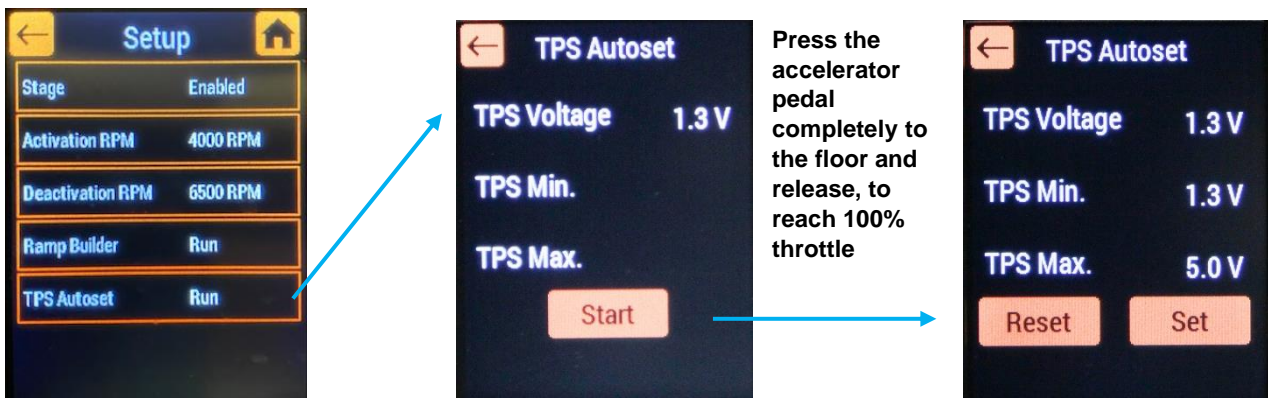 Setup
Stage Enabled
Activation RPM 4000 RPM
Deactivation RPM 6500 RPM
Ramp Builder Run
TPS Autoset Run
TPS Autoset
TPS Voltage 1.3 V
TPS Min.
TPS Max.
Start
Press the
accelerator
pedal
completely to
the floor and
release, to
reach 100%
throttle
TPS Autoset
TPS Voltage 1.3 V
TPS Min. 1.3 V
TPS Max. 5.0 V
Reset Set